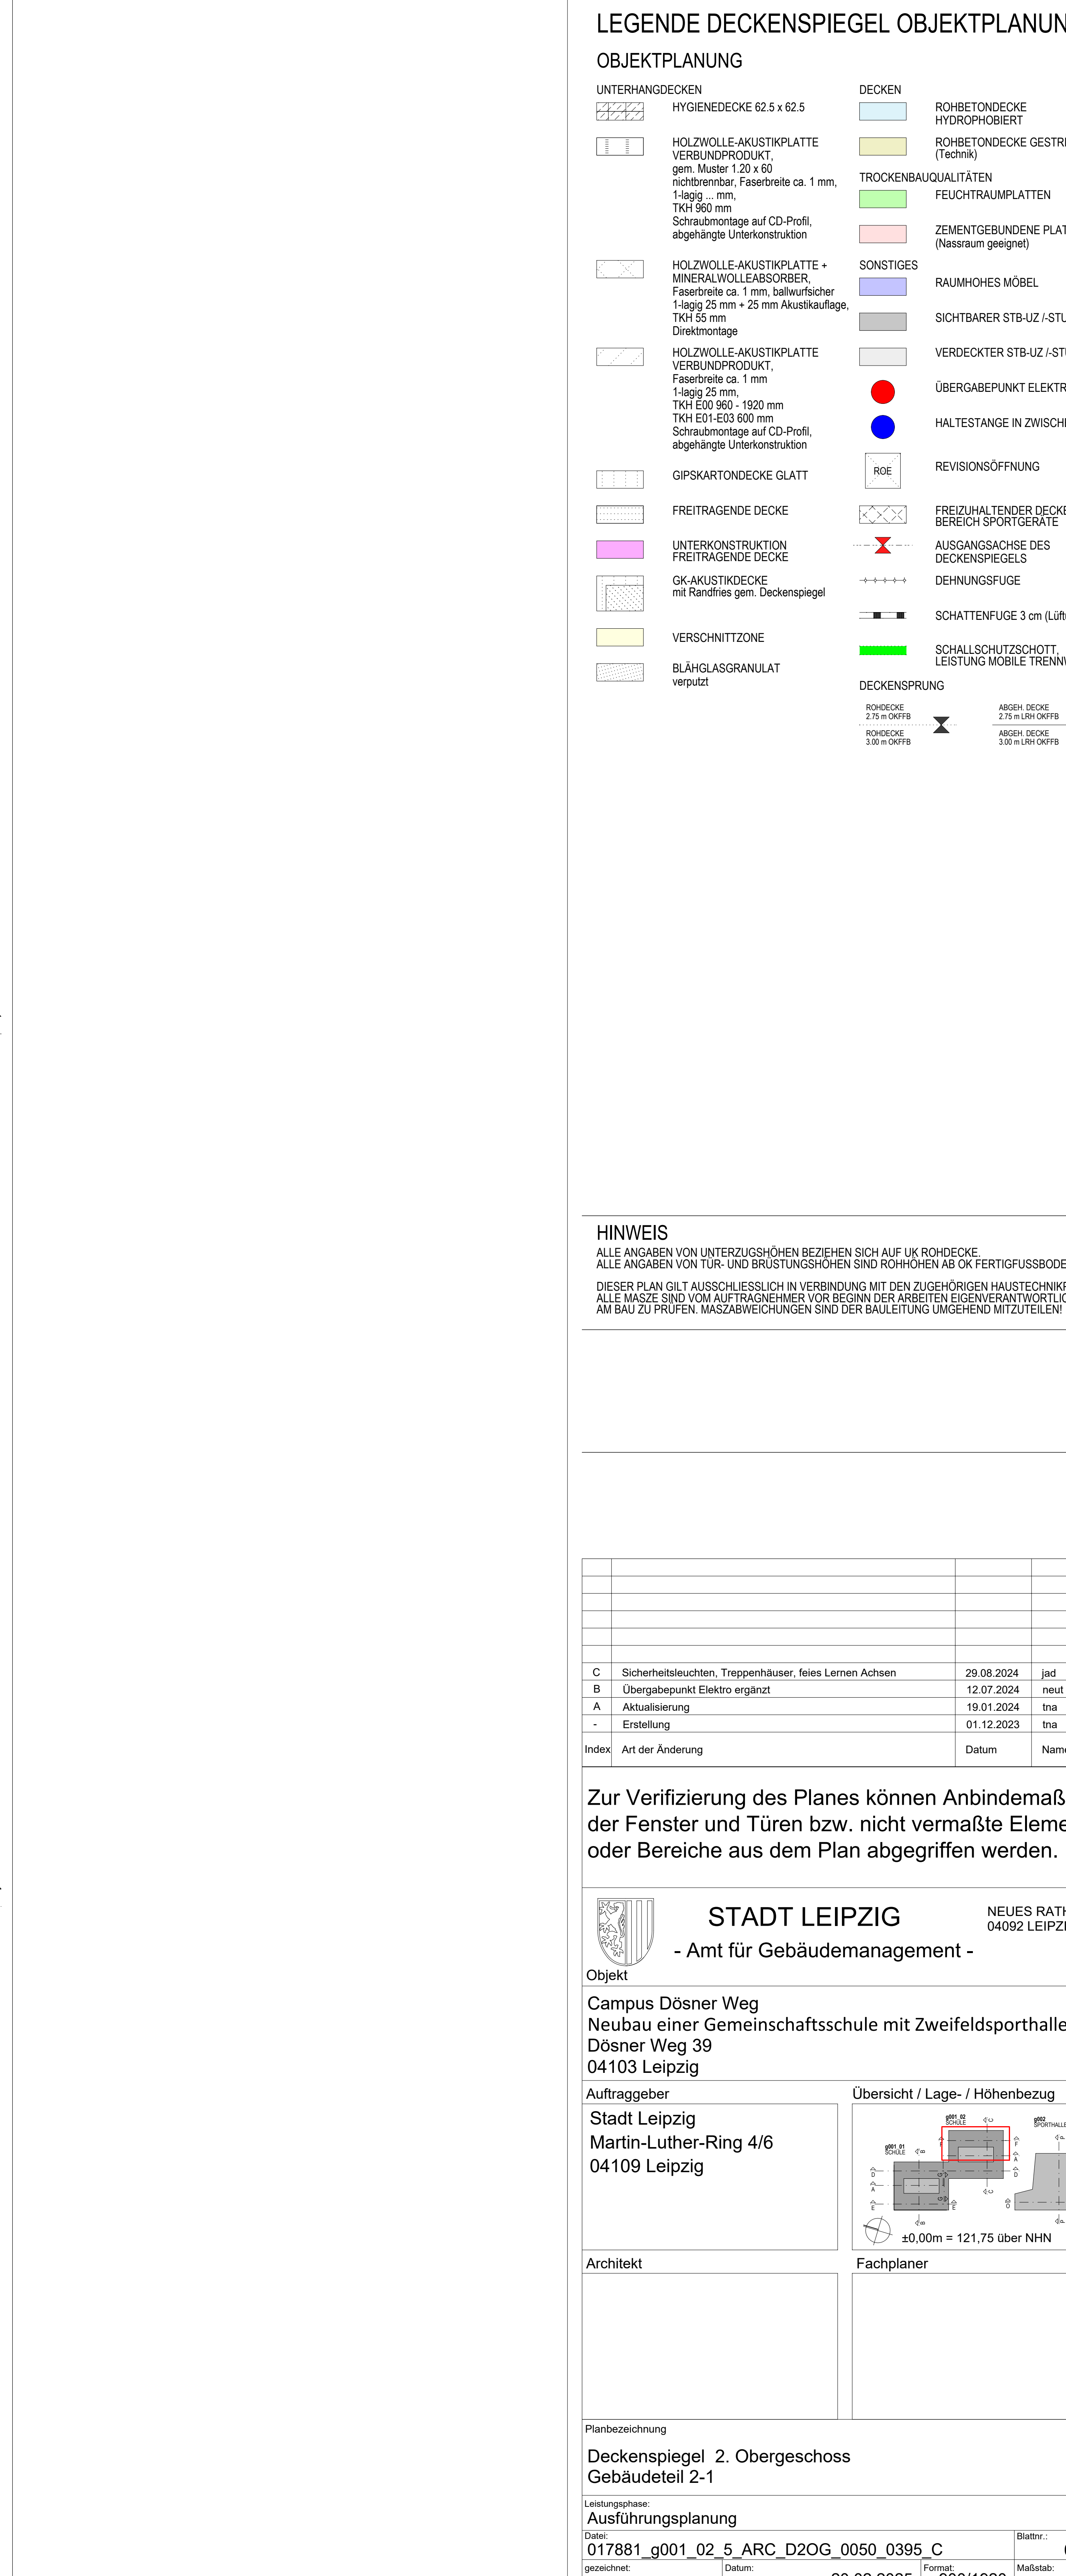 LEGENDE DECKENSPIEGEL OBJEKTPLANUN
OBJEKTPLANUNG
UNTERHANGDECKEN
HYGIENEDECKE 62.5 x 62.5
HOLZWOLLE-AKUSTIKPLATTE
VERBUNDPRODUKT,
gem. Muster 1.20 x 60
nichtbrennbar, Faserbreite ca. 1 mm,
1-lagig ... mm,
TKH 960 mm
Schraubmontage auf CD-Profil,
abgehängte Unterkonstruktion
HOLZWOLLE-AKUSTIKPLATTE +
MINERALWOLLEABSORBER,
Faserbreite ca. 1 mm, ballwurfsicher
1-lagig 25 mm + 25 mm Akustikauflage,
TKH 55 mm
Direktmontage
HOLZWOLLE-AKUSTIKPLATTE
VERBUNDPRODUKT,
Faserbreite ca. 1 mm
1-lagig 25 mm,
TKH E00 960 - 1920 mm
TKH E01-E03 600 mm
Schraubmontage auf CD-Profil,
abgehängte Unterkonstruktion
GIPSKARTONDECKE GLATT
FREITRAGENDE DECKE
UNTERKONSTRUKTION
FREITRAGENDE DECKE
GK-AKUSTIKDECKE
mit Randfries gem. Deckenspiegel
VERSCHNITTZONE
BLÄHGLASGRANULAT
verputzt
DECKEN
ROHBETONDECKE
HYDROPHOBIERT
ROHBETONDECKE GESTRI
(Technik)
TROCKENBAUQUALITÄTEN
FEUCHTRAUMPLATTEN
ZEMENTGEBUNDENE PLAT
(Nassraum geeignet)
SONSTIGES
RAUMHOHES MÖBEL
SICHTBARER STB-UZ /-STU
VERDECKTER STB-UZ /-STU
ÜBERGABEPUNKT ELEKTR
HALTESTANGE IN ZWISCHE
RÖE
REVISIONSÖFFNUNG
FREIZUHALTENDER DECKE
BEREICH SPORTGERÄTE
AUSGANGSACHSE DES
DECKENSPIEGELS
DEHNUNGSFUGE
SCHATTENFUGE 3 cm (Lüft
SCHALLSCHUTZSCHOTT,
LEISTUNG MOBILE TRENNW
DECKENSPRUNG
ROHDECKE
2.75 m OKFFB
ROHDECKE
3.00 m OKFFB
ABGEH. DECKE
2.75 m LRH OKFFB
ABGEH. DECKE
3.00 m LRH OKFFB
HINWEIS
ALLE ANGABEN VON UNTERZUGSHÖHEN BEZIEHEN SICH AUF UK ROHDECKE.
ALLE ANGABEN VON TÜR- UND BRÜSTUNGSHÖHEN SIND ROHHÖHEN AB OK FERTIGFUSSBODE
DIESER PLAN GILT AUSSCHLIESSLICH IN VERBINDUNG MIT DEN ZUGEHÖRIGEN HAUSTECHNIKP
ALLE MASZE SIND VOM AUFTRAGNEHMER VOR BEGINN DER ARBEITEN EIGENVERANTWORTLIC
AM BAU ZU PRÜFEN. MASZABWEICHUNGEN SIND DER BAULEITUNG UMGEHEND MITZUTEILEN!
C Sicherheitsleuchten, Treppenhäuser, feies Lernen Achsen 29.08.2024 jad
B Übergabepunkt Elektro ergänzt 12.07.2024 neut
A Aktualisierung 19.01.2024 tna
- Erstellung 01.12.2023 tna
Index Art der Änderung Datum Name
Zur Verifizierung des Planes können Anbindemaß
der Fenster und Türen bzw. nicht vermaßte Eleme
oder Bereiche aus dem Plan abgegriffen werden.
STADT LEIPZIG
- Amt für Gebäudemanagement -
NEUES RATH
04092 LEIPZI
Objekt
Campus Dösner Weg
Neubau einer Gemeinschaftsschule mit Zweifeldsporthalle
Dösner Weg 39
04103 Leipzig
Auftraggeber
Stadt Leipzig
Martin-Luther-Ring 4/6
04109 Leipzig
Übersicht / Lage- / Höhenbezug
g001_02
SCHULE
g002
SPORTHALLE
g001_01
SCHULE
±0,00m = 121,75 über NHN
Architekt
Fachplaner
Planbezeichnung
Deckenspiegel 2. Obergeschoss
Gebäudeteil 2-1
Leistungsphase:
Ausführungsplanung
Datei:
017881_g001_02_5_ARC_D2OG_0050_0395_C
Blattnr.:
gezeichnet: Datum: Format: Maßstab: